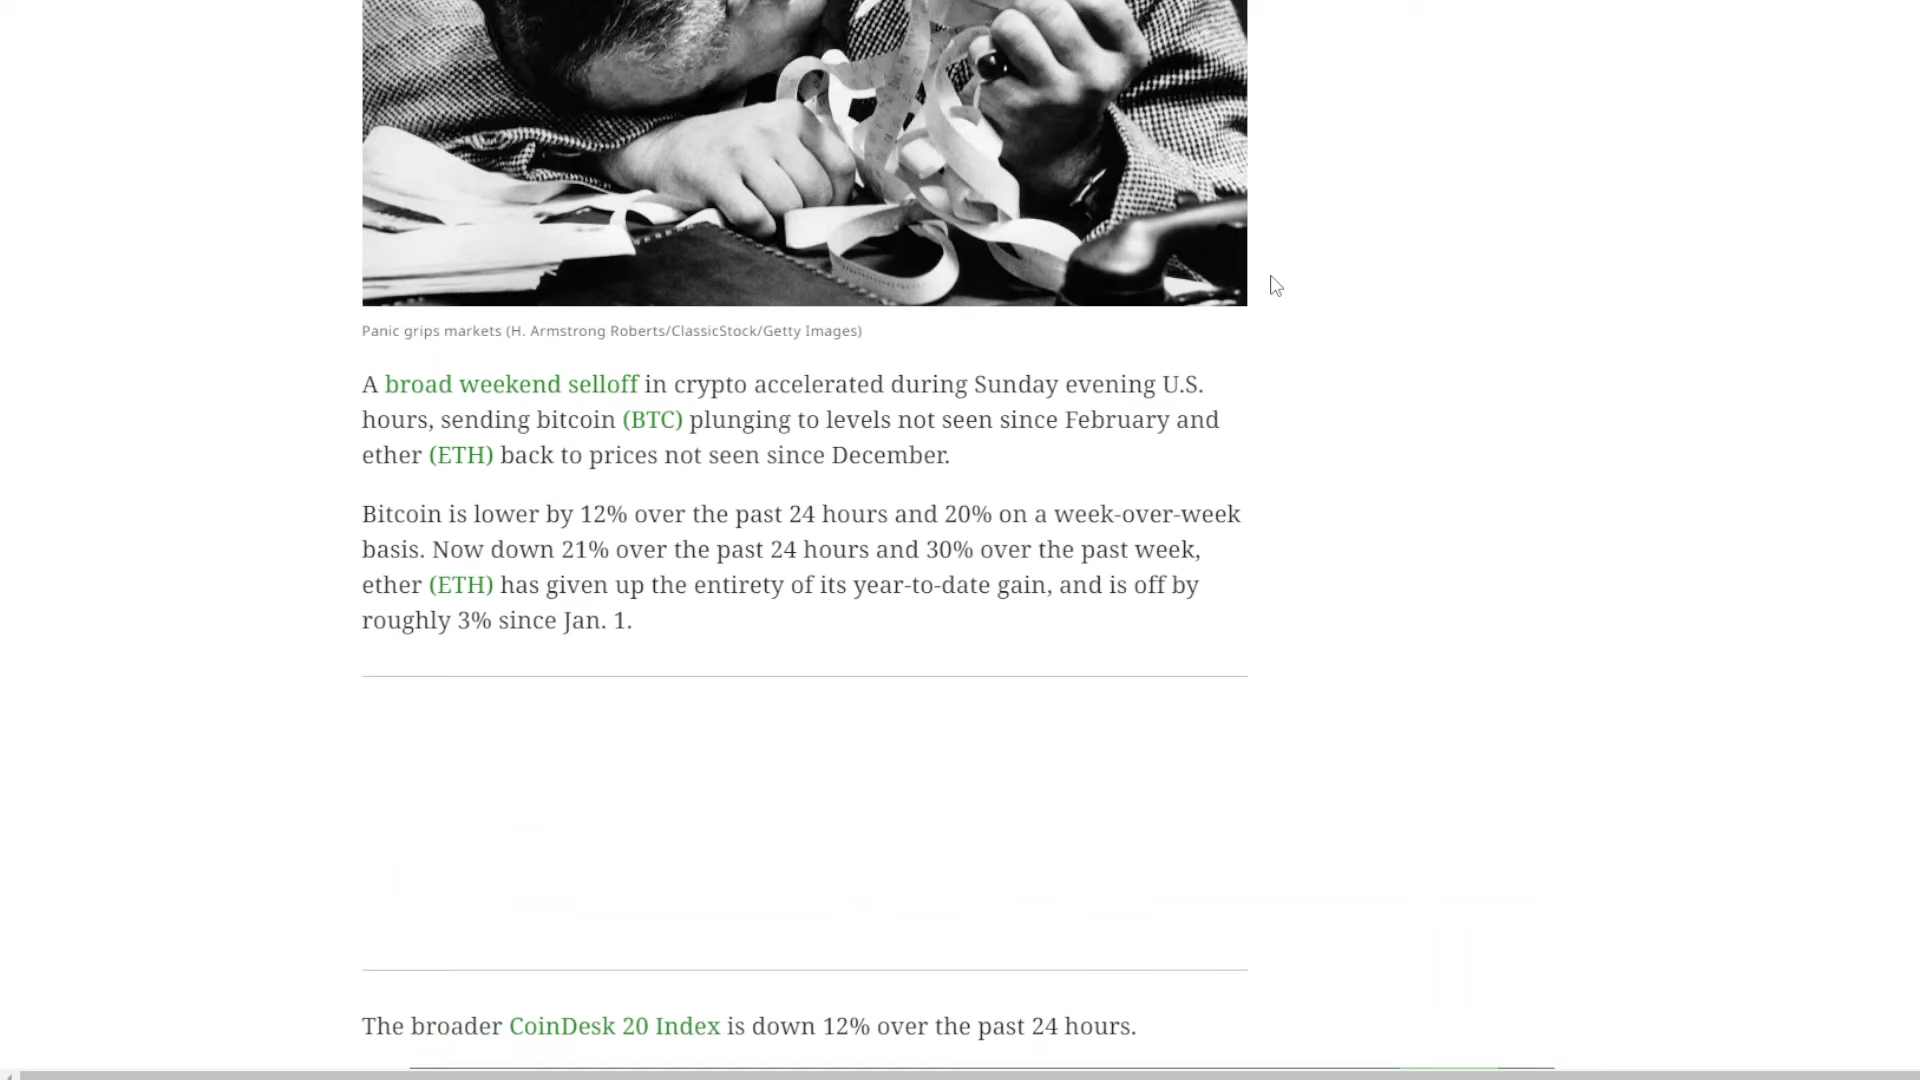 Panic grips markets (H. Armstrong Roberts/ClassicStock/Getty Images)
A broad weekend selloff in crypto accelerated during Sunday evening U.S.
hours, sending bitcoin (BTC) plunging to levels not seen since February and
ether (ETH) back to prices not seen since December.
Bitcoin is lower by 12% over the past 24 hours and 20% on a week-over-week
basis. Now down 21% over the past 24 hours and 30% over the past week,
ether (ETH) has given up the entirety of its year-to-date gain, and is off by
roughly 3% since Jan. 1.
The broader CoinDesk 20 Index is down 12% over the past 24 hours.